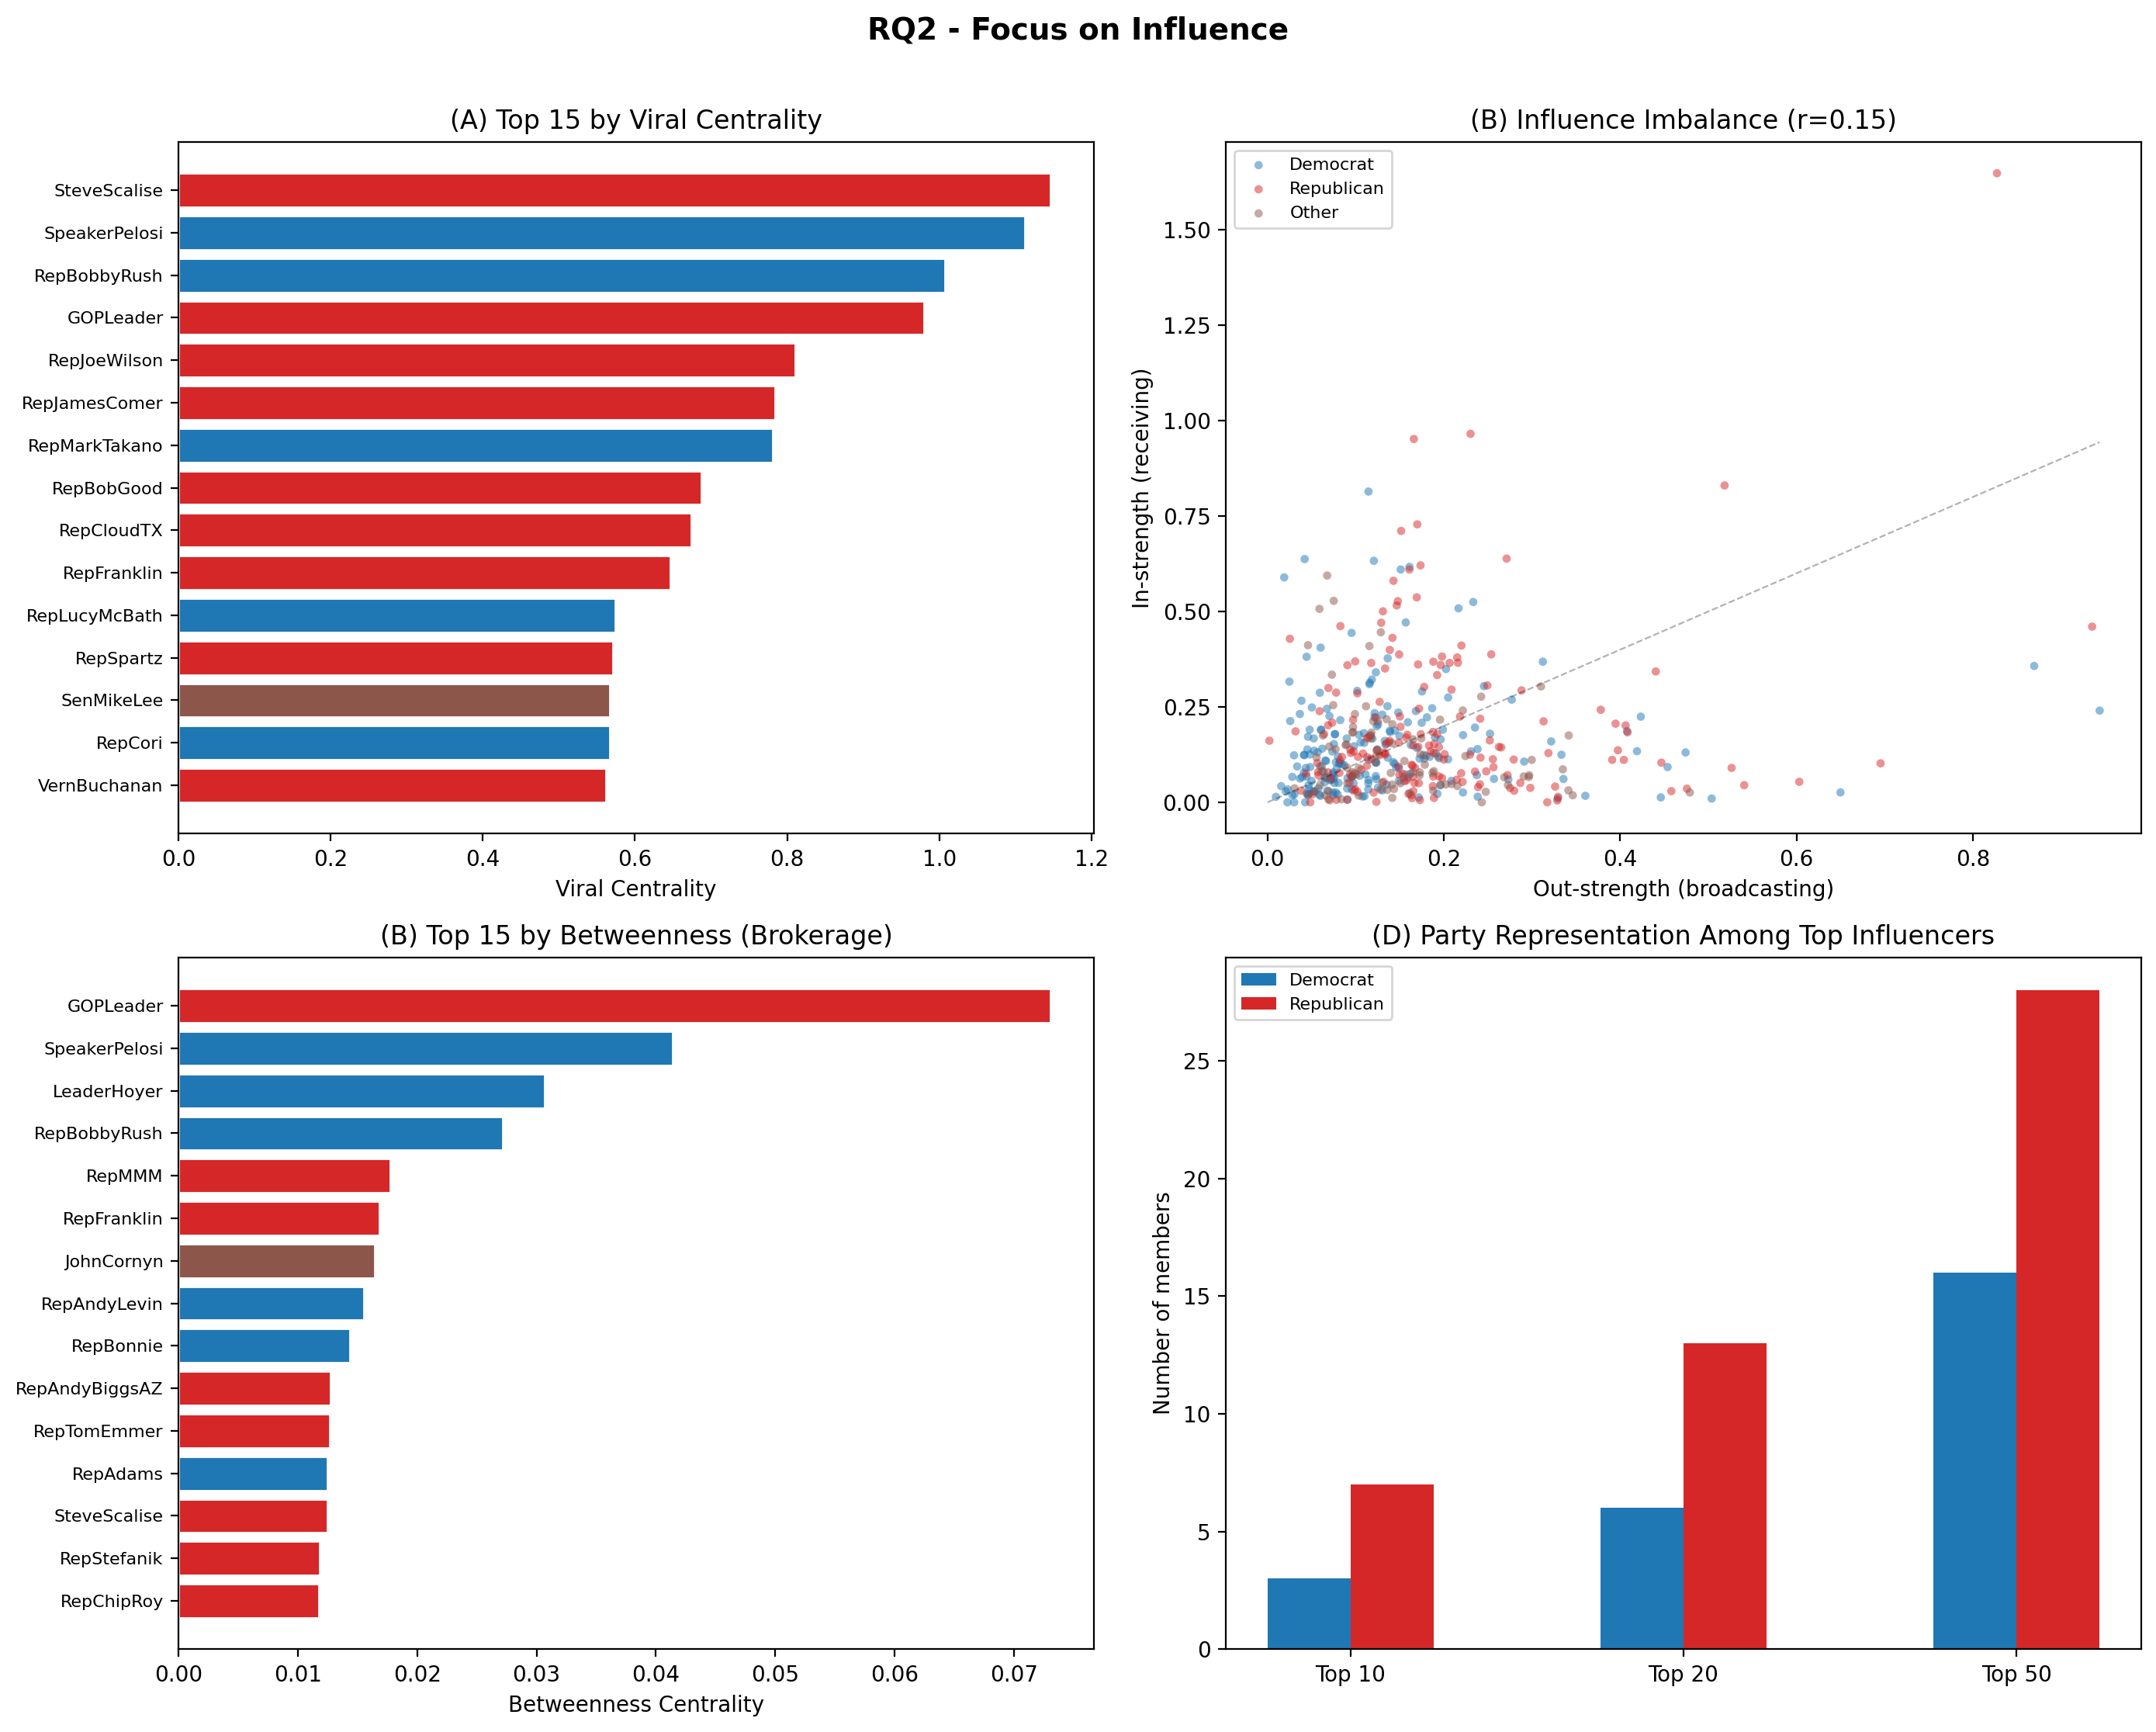 RQ2 - Focus on Influence
(A) Top 15 by Viral Centrality
SteveScalise
SpeakerPelosi
RepBobbyRush
GOPLeader
RepJoeWilson
RepJamesComer
RepMarkTakano
RepBobGood
RepCloudTX
RepFranklin
RepLucyMcBath
RepSpartz
SenMikeLee
RepCori
VernBuchanan
0.0 0.2 0.4 0.6 0.8 1.0 1.2
Viral Centrality
(B) Influence Imbalance (r=0.15)
Democrat
Republican
Other
In-strength (receiving)
1.50
1.25
1.00
0.75
0.50
0.25
0.00
0.0 0.2 0.4 0.6 0.8
Out-strength (broadcasting)
(B) Top 15 by Betweenness (Brokerage)
GOPLeader
SpeakerPelosi
LeaderHoyer
RepBobbyRush
RepMMM
RepFranklin
JohnCornyn
RepAndyLevin
RepBonnie
RepAndyBiggsAZ
RepTomEmmer
RepAdams
SteveScalise
RepStefanik
RepChipRoy
0.00 0.01 0.02 0.03 0.04 0.05 0.06 0.07
Betweenness Centrality
(D) Party Representation Among Top Influencers
Democrat
Republican
Number of members
25
20
15
10
5
0
Top 10 Top 20 Top 50